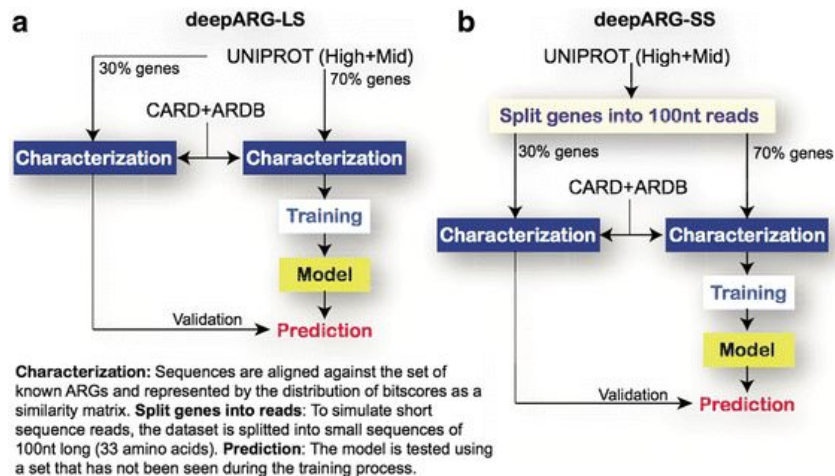 a
deepARG-LS
UNIPROT (High+Mid)
30% genes
70% genes
CARD+ARDB
Characterization
Characterization
Training
Model
Validation
Prediction
Characterization: Sequences are aligned against the set of
known ARGs and represented by the distribution of bitscores as a
similarity matrix. Split genes into reads: To simulate short
sequence reads, the dataset is splitted into small sequences of
100nt long (33 amino acids). Prediction: The model is tested using
a set that has not been seen during the training process.
b
deepARG-SS
UNIPROT (High+Mid)
Split genes into 100nt reads
30% genes
70% genes
CARD+ARDB
Characterization
Characterization
Training
Model
Validation
Prediction